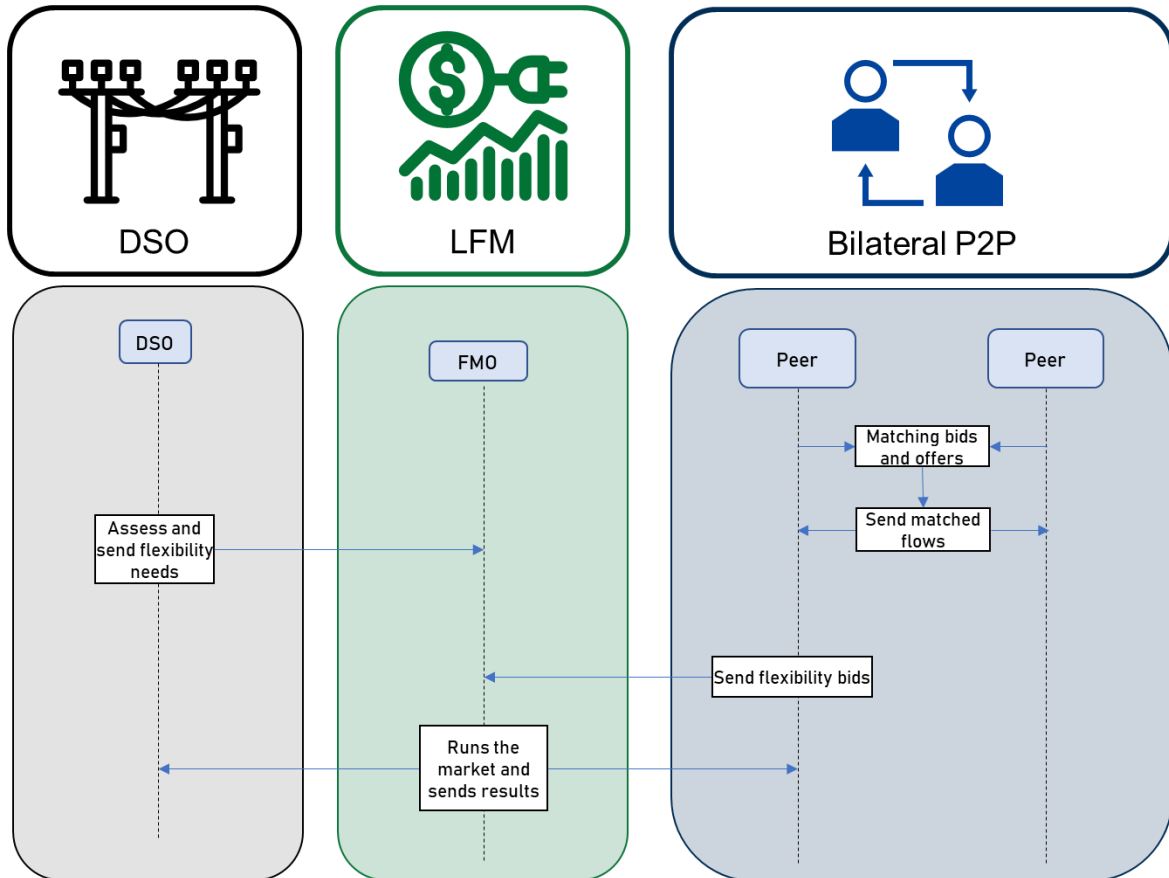 DSO
LFM
Bilateral P2P
DSO
FMO
Peer
Peer
Matching bids
and offers
Send matched
flows
Assess and
send flexibility
needs
Send flexibility bids
Runs the
market and
sends results